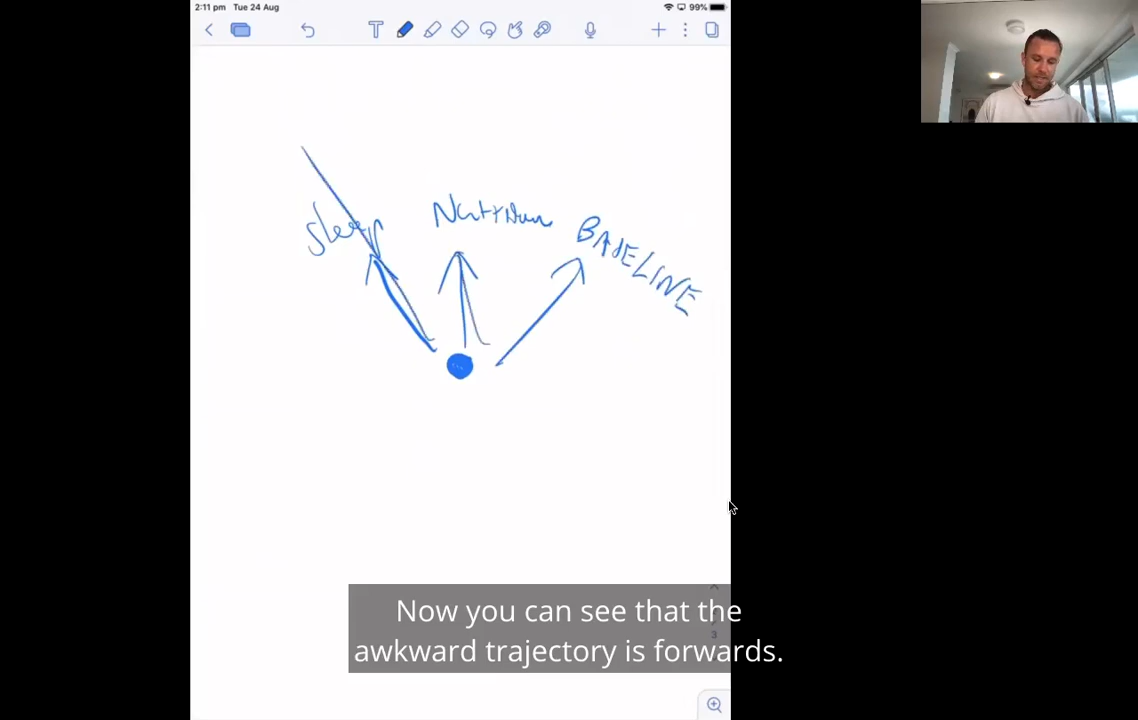 2:11 pm Tue 24 Aug
99%
T
Sleep
BASELINE
3
Now you can see that the
awkward trajectory is forwards.